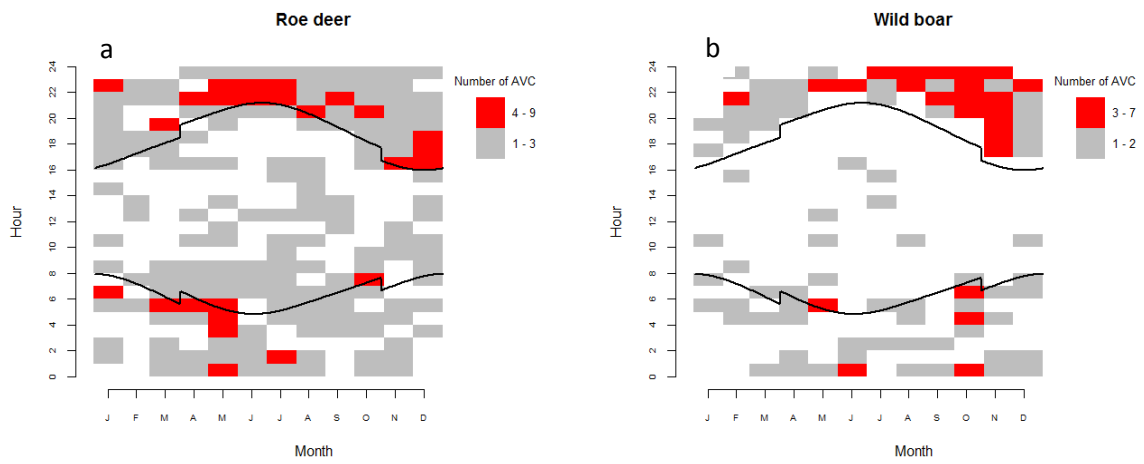 Roe deer
a
Number of AVC
4 - 9
1 - 3
Hour
24
22
20
18
16
14
12
10
8
6
4
2
0
J F M A M J J A S O N D
Month
Wild boar
b
Number of AVC
3 - 7
1 - 2
Hour
24
22
20
18
16
14
12
10
8
6
4
2
0
J F M A M J J A S O N D
Month